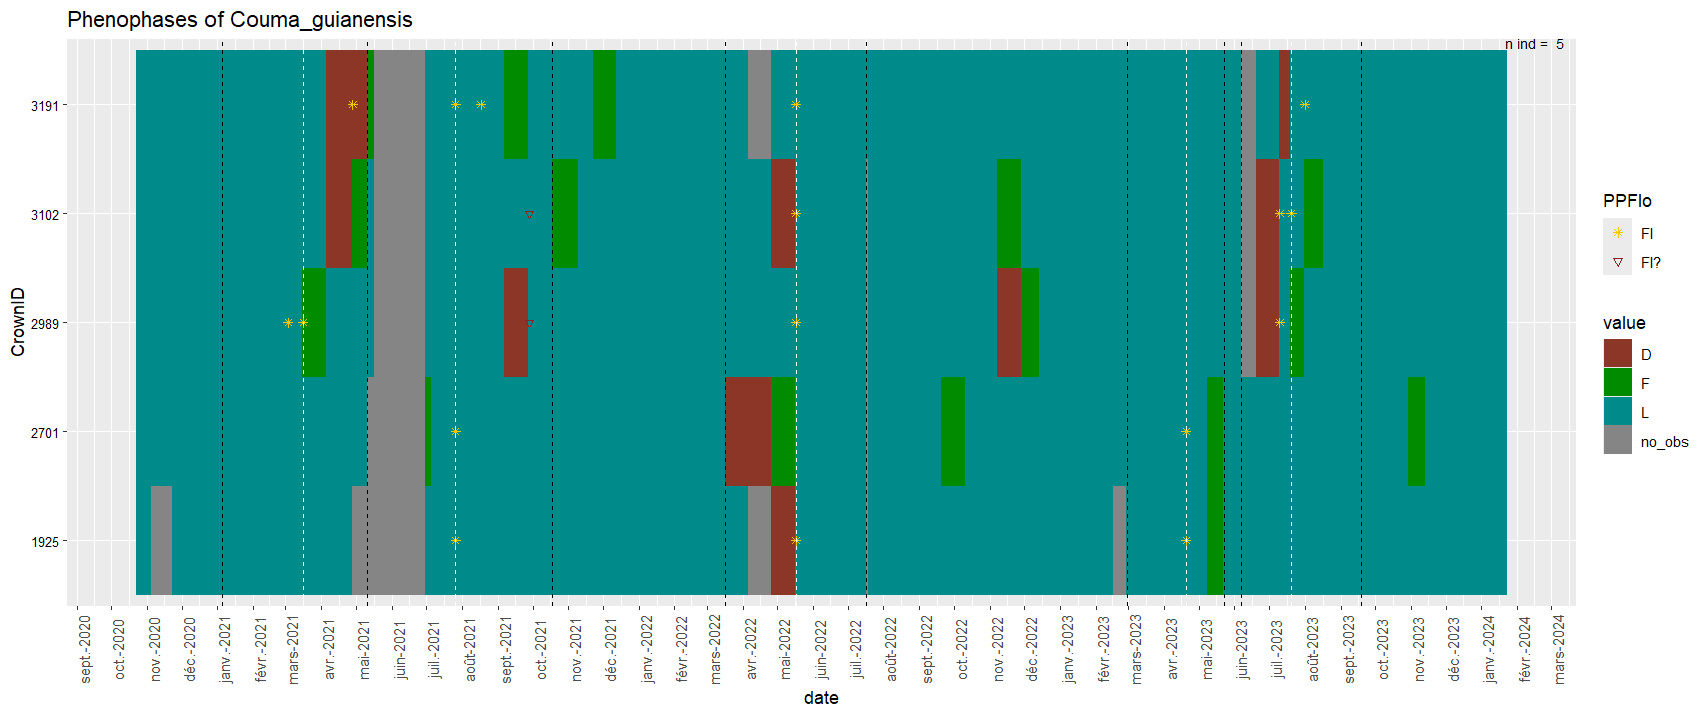 Phenophases of Couma_guianensis
n ind = 5
CrownID
3191
3102
2989
2701
1925
sept.-2020
oct.-2020
nov.-2020
déc.-2020
janv.-2021
févr.-2021
mars-2021
avr.-2021
mai-2021
juin-2021
juil.-2021
août-2021
sept.-2021
oct.-2021
nov.-2021
déc.-2021
janv.-2022
févr.-2022
mars-2022
avr.-2022
mai-2022
juin-2022
juil.-2022
août-2022
sept.-2022
oct.-2022
nov.-2022
déc.-2022
janv.-2023
févr.-2023
mars-2023
avr.-2023
mai-2023
juin-2023
juil.-2023
août-2023
sept.-2023
oct.-2023
nov.-2023
déc.-2023
janv.-2024
févr.-2024
mars-2024
date
PPFlo
Fl
Fl?
value
D
F
L
no_obs